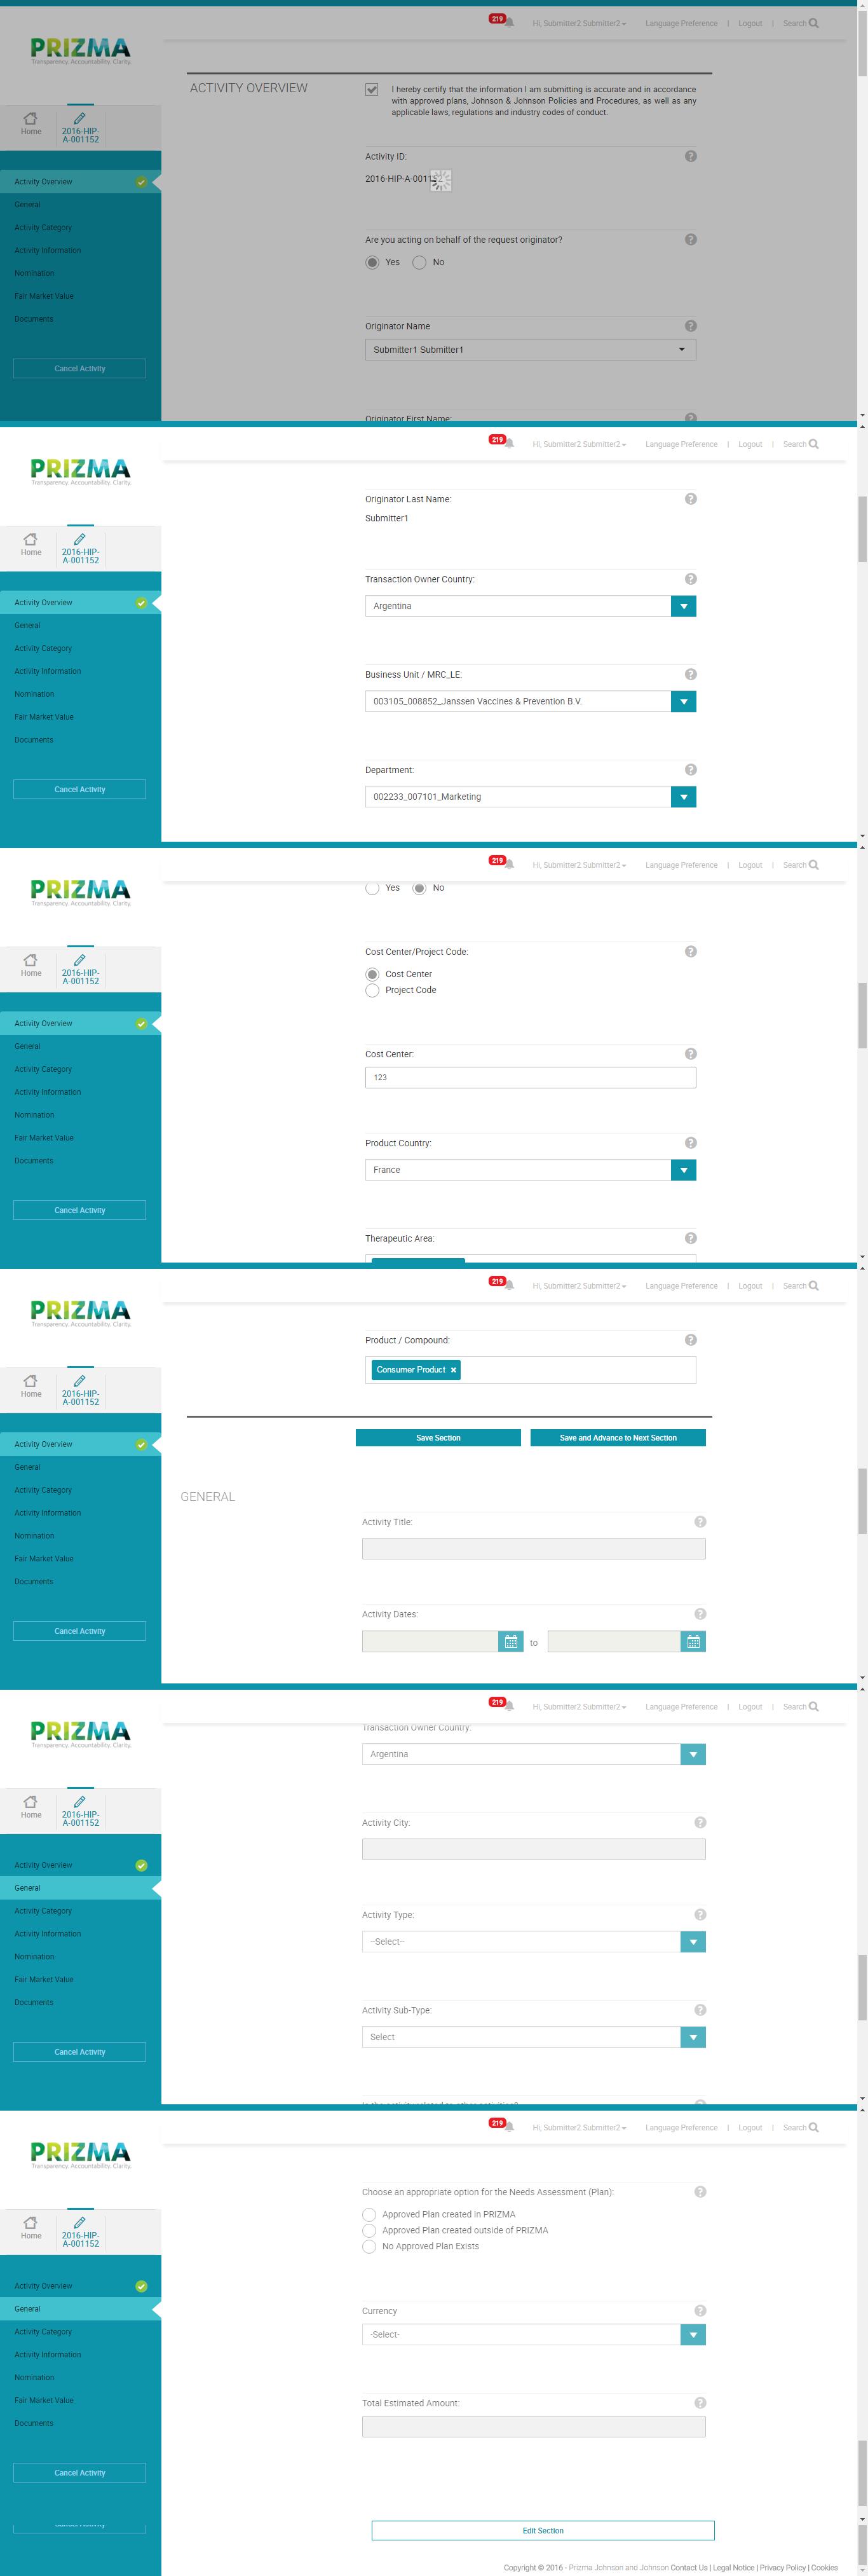 219
Hi, Submitter2 Submitter2
Language Preference | Logout | Search
PRIZMA
Transparency. Accountability. Clarity.
Home
2016-HIP-
A-001152
Activity Overview
General
Activity Category
Activity Information
Nomination
Fair Market Value
Documents
Cancel Activity
ACTIVITY OVERVIEW
I hereby certify that the information I am submitting is accurate and in accordance
with approved plans, Johnson & Johnson Policies and Procedures, as well as any
applicable laws, regulations and industry codes of conduct.
Activity ID:
2016-HIP-A-001152
Are you acting on behalf of the request originator?
Yes No
Originator Name
Submitter1 Submitter1
Originator First Name:
219
Hi, Submitter2 Submitter2
Language Preference | Logout | Search
PRIZMA
Transparency. Accountability. Clarity.
Home
2016-HIP-
A-001152
Activity Overview
General
Activity Category
Activity Information
Nomination
Fair Market Value
Documents
Cancel Activity
Originator Last Name:
Submitter1
Transaction Owner Country:
Argentina
Business Unit / MRC_LE:
003105_008852_Janssen Vaccines & Prevention B.V.
Department:
002233_007101_Marketing
219
Hi, Submitter2 Submitter2
Language Preference | Logout | Search
PRIZMA
Transparency. Accountability. Clarity.
Home
2016-HIP-
A-001152
Activity Overview
General
Activity Category
Activity Information
Nomination
Fair Market Value
Documents
Cancel Activity
Yes No
Cost Center/Project Code:
Cost Center
Project Code
Cost Center:
123
Product Country:
France
Therapeutic Area:
219
Hi, Submitter2 Submitter2
Language Preference | Logout | Search
PRIZMA
Transparency. Accountability. Clarity.
Home
2016-HIP-
A-001152
Activity Overview
General
Activity Category
Activity Information
Nomination
Fair Market Value
Documents
Cancel Activity
Product / Compound:
Consumer Product ×
Save Section
Save and Advance to Next Section
GENERAL
Activity Title:
Activity Dates:
to
219
Hi, Submitter2 Submitter2
Language Preference | Logout | Search
PRIZMA
Transparency. Accountability. Clarity.
Home
2016-HIP-
A-001152
Activity Overview
General
Activity Category
Activity Information
Nomination
Fair Market Value
Documents
Cancel Activity
Transaction Owner Country:
Argentina
Activity City:
Activity Type:
--Select--
Activity Sub-Type:
Select
Is the activity related to other activities?
219
Hi, Submitter2 Submitter2
Language Preference | Logout | Search
PRIZMA
Transparency. Accountability. Clarity.
Home
2016-HIP-
A-001152
Activity Overview
General
Activity Category
Activity Information
Nomination
Fair Market Value
Documents
Cancel Activity
Choose an appropriate option for the Needs Assessment (Plan):
Approved Plan created in PRIZMA
Approved Plan created outside of PRIZMA
No Approved Plan Exists
Currency
-Select-
Total Estimated Amount:
Edit Section
Copyright © 2016 - Prizma Johnson and Johnson Contact Us | Legal Notice | Privacy Policy | Cookies